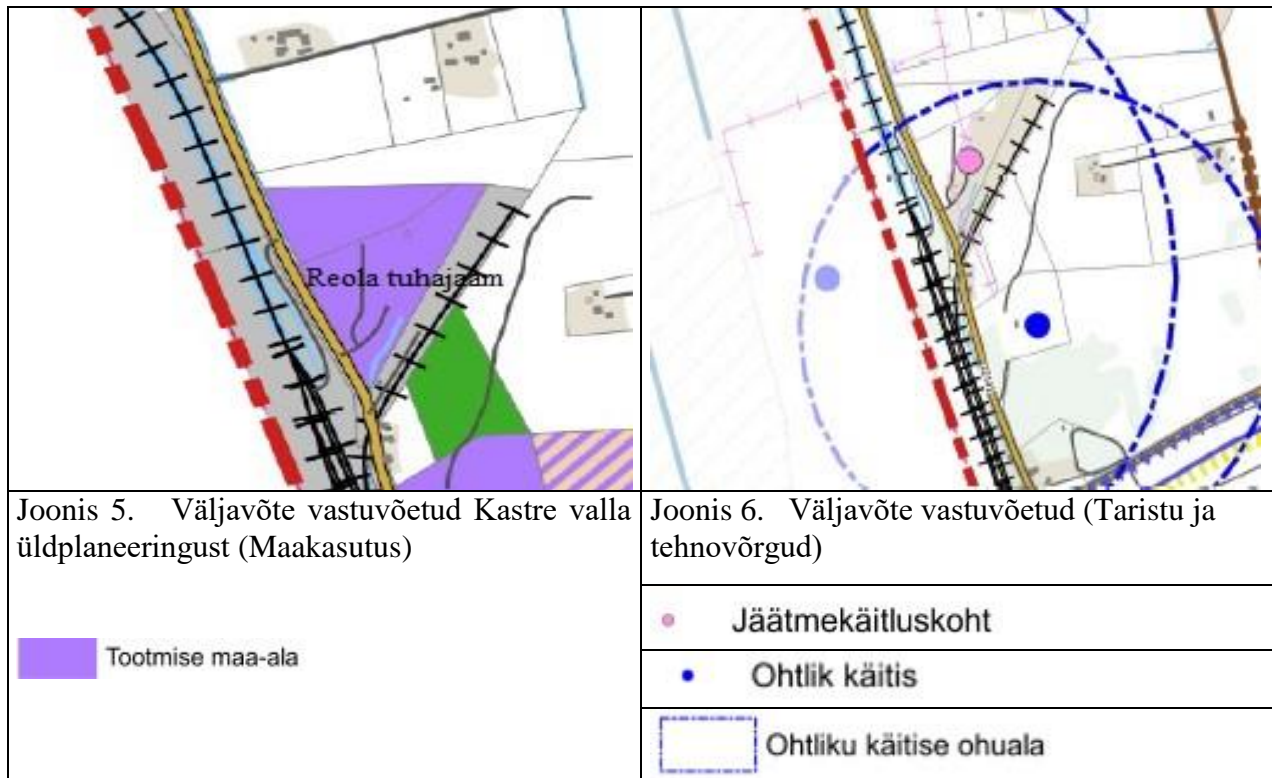 Reola tuhajaam
Joonis 5. Väljavõte vastuvõetud Kastre valla
üldplaneeringust (Maakasutus)
Tootmise maa-ala
Joonis 6. Väljavõte vastuvõetud (Taristu ja
tehnovõrgud)
Jäätmekäitluskoht
Ohtlik käitis
Ohtliku käitise ohuala